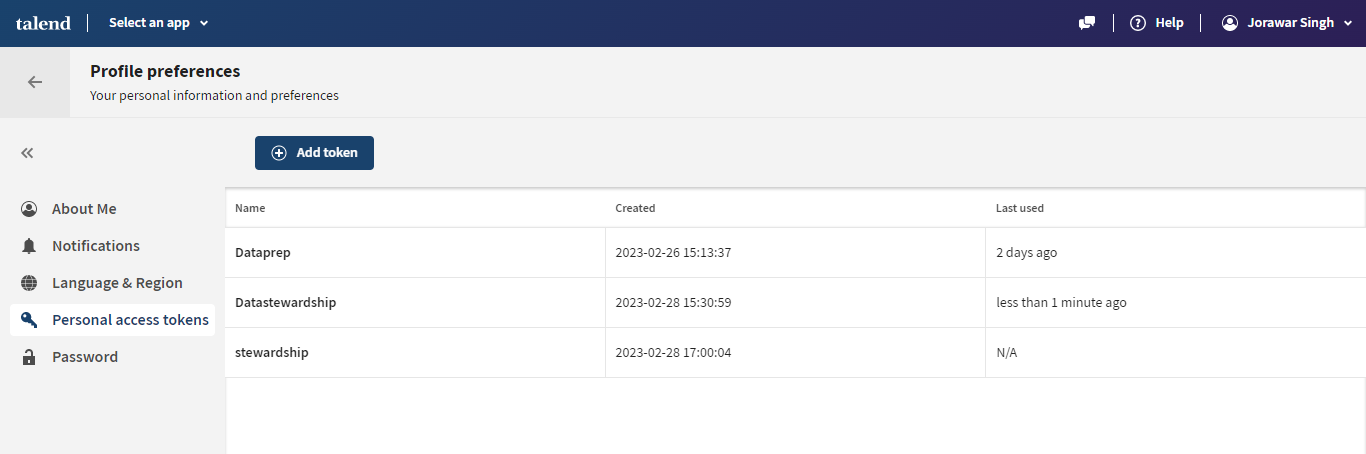 talend Select an app Help Jorawar Singh
Profile preferences
Your personal information and preferences
Add token
About Me
Notifications
Language & Region
Personal access tokens
Password
Name Created Last used
Dataprep 2023-02-26 15:13:37 2 days ago
Datastewardship 2023-02-28 15:30:59 less than 1 minute ago
stewardship 2023-02-28 17:00:04 N/A